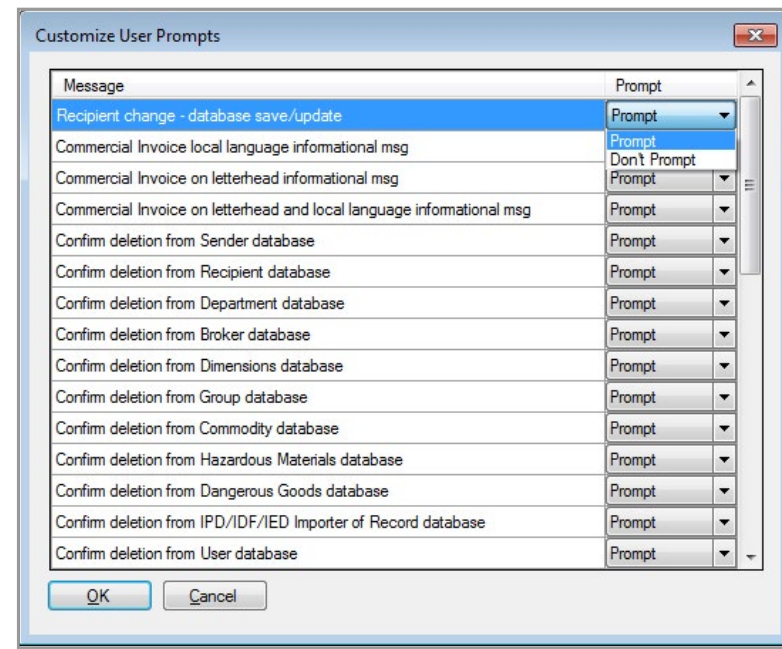 Customize User Prompts
Message Prompt
Recipient change - database save/update Prompt
Prompt
Commercial Invoice local language informational msg
Don't Prompt
Commercial Invoice on letterhead informational msg Prompt
Commercial Invoice on letterhead and local language informational msg Prompt
Confirm deletion from Sender database Prompt
Confirm deletion from Recipient database Prompt
Confirm deletion from Department database Prompt
Confirm deletion from Broker database Prompt
Confirm deletion from Dimensions database Prompt
Confirm deletion from Group database Prompt
Confirm deletion from Commodity database Prompt
Confirm deletion from Hazardous Materials database Prompt
Confirm deletion from Dangerous Goods database Prompt
Confirm deletion from IPD/IDF/IED Importer of Record database Prompt
Confirm deletion from User database Prompt
OK Cancel